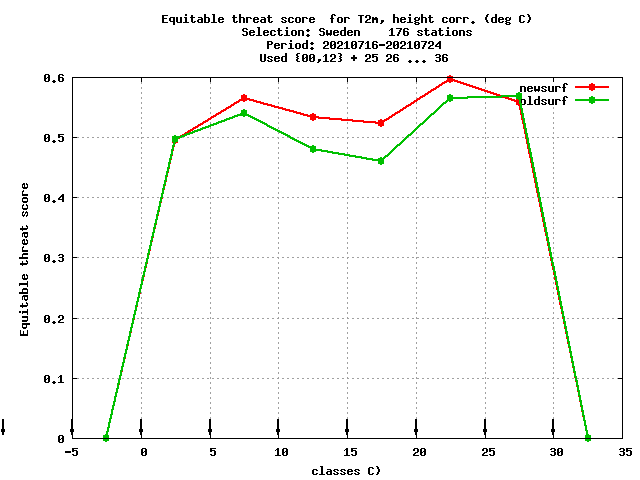 Equitable threat score  for T2m, height corr. (deg C)
Selection: Sweden    176 stations
Period: 20210716-20210724
Used {00,12} + 25 26 ... 36
newsurf
oldsurf
Equitable threat score
0.6
0.5
0.4
0.3
0.2
0.1
0
-5 0 5 10 15 20 25 30 35
classes C)